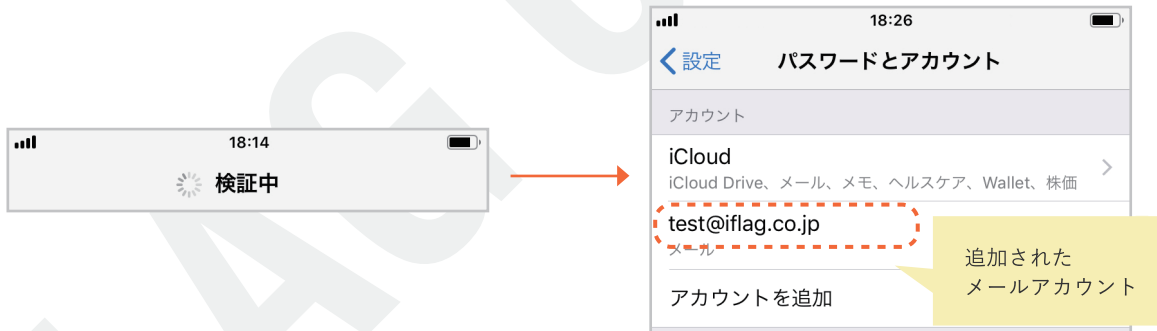 18:14
検証中
18:26
設定
パスワードとアカウント
アカウント
iCloud
iCloud Drive、メール、メモ、ヘルスケア、Wallet、株価
test@iflag.co.jp
メール
アカウントを追加
追加された
メールアカウント